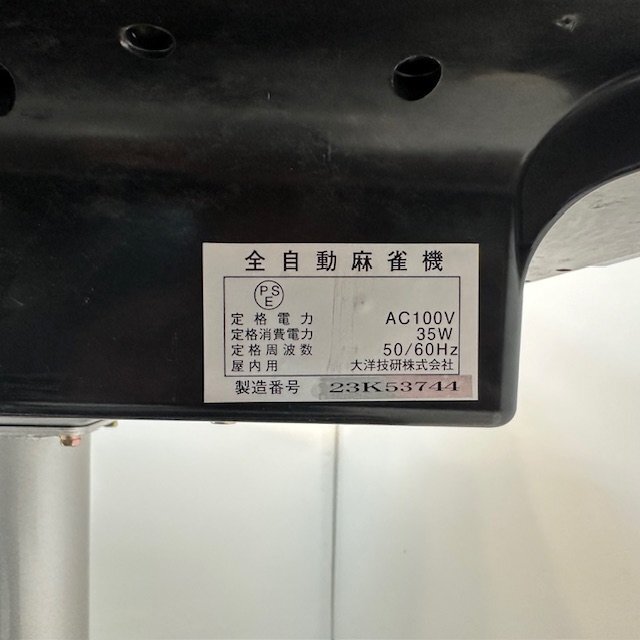 全自動麻雀機
PS
E
定格電力 AC100V
定格消費電力 35W
定格周波数 50/60Hz
屋内用 大洋技研株式会社
製造番号 23K53744